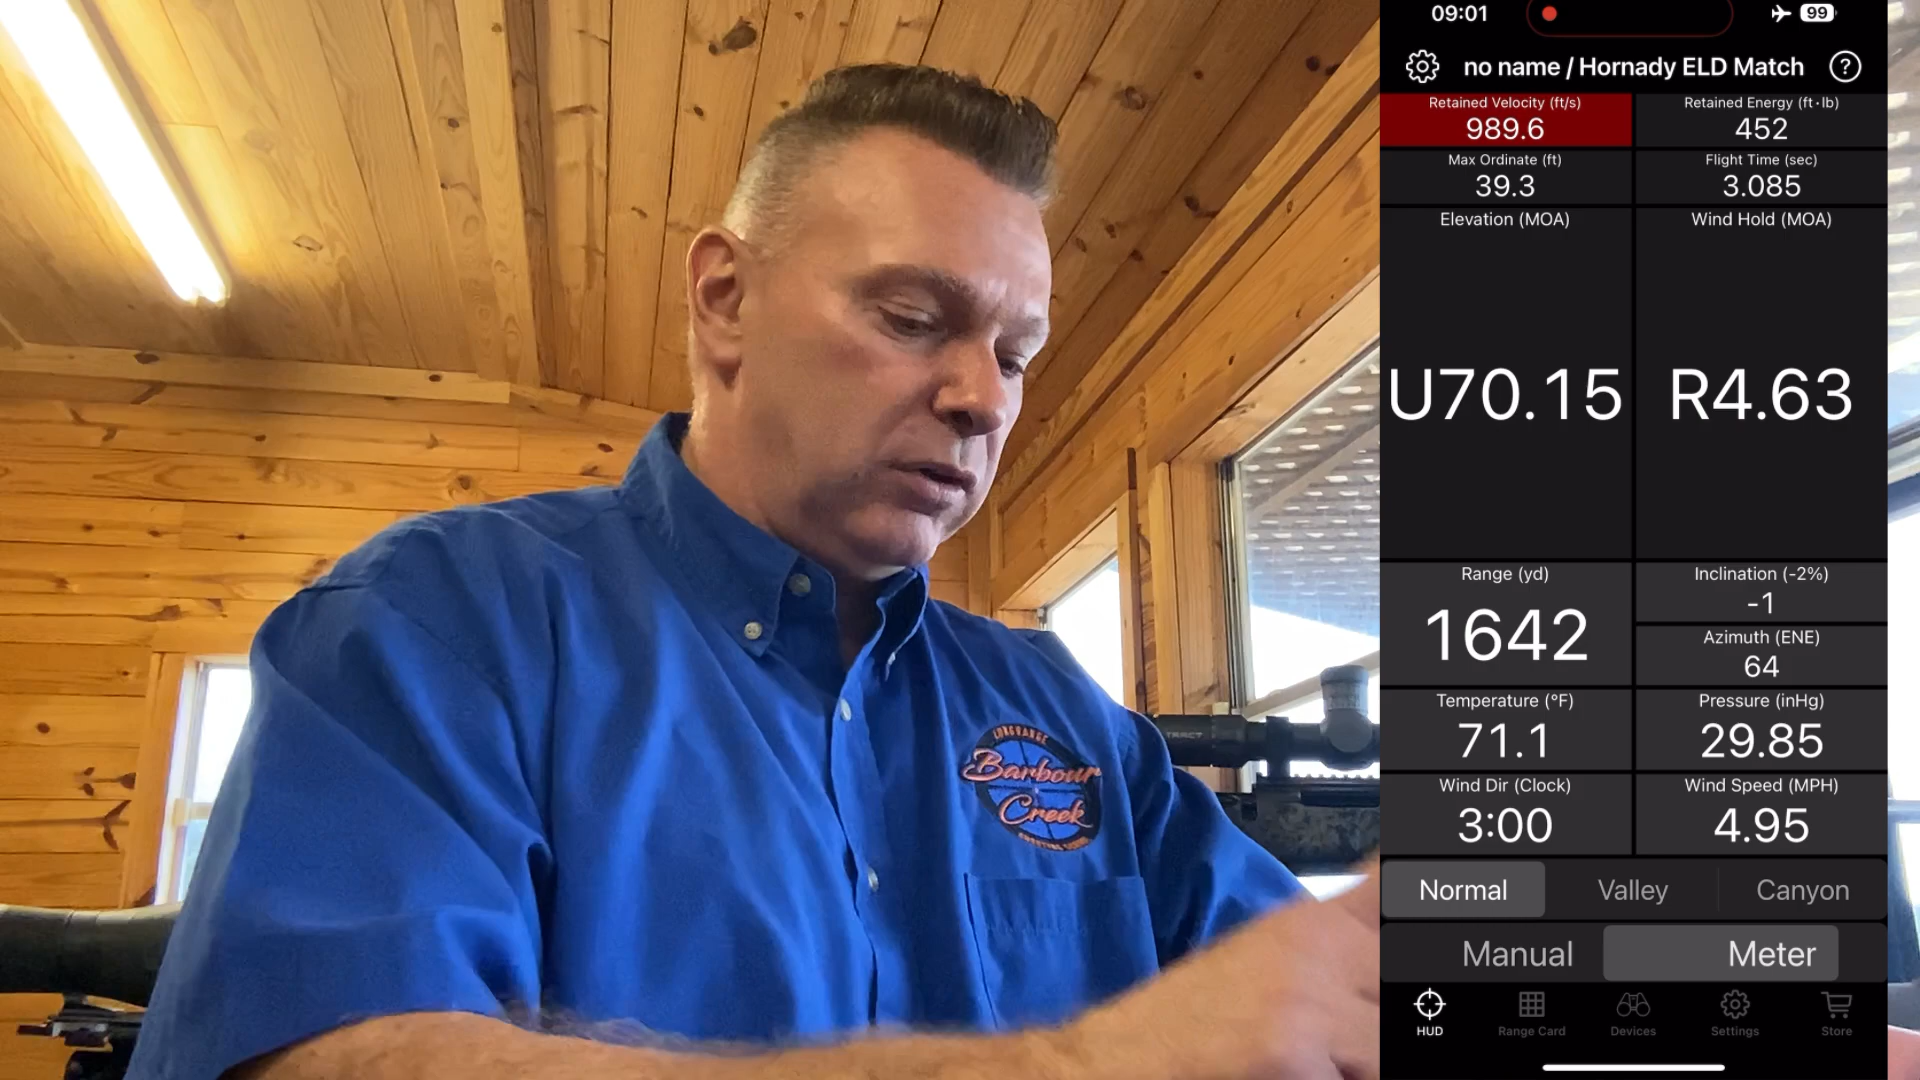 09:01
99
no name / Hornady ELD Match
?
Retained Velocity (ft/s)
989.6
Retained Energy (ft·lb)
452
Max Ordinate (ft)
39.3
Flight Time (sec)
3.085
Elevation (MOA)
U70.15
Wind Hold (MOA)
R4.63
Range (yd)
1642
Inclination (-2%)
-1
Azimuth (ENE)
64
Temperature (°F)
71.1
Pressure (inHg)
29.85
Wind Dir (Clock)
3:00
Wind Speed (MPH)
4.95
Normal
Valley
Canyon
Manual
Meter
HUD
Range Card
Devices
Settings
Store
LONGRANGE
Barbour
Creek
TRACT